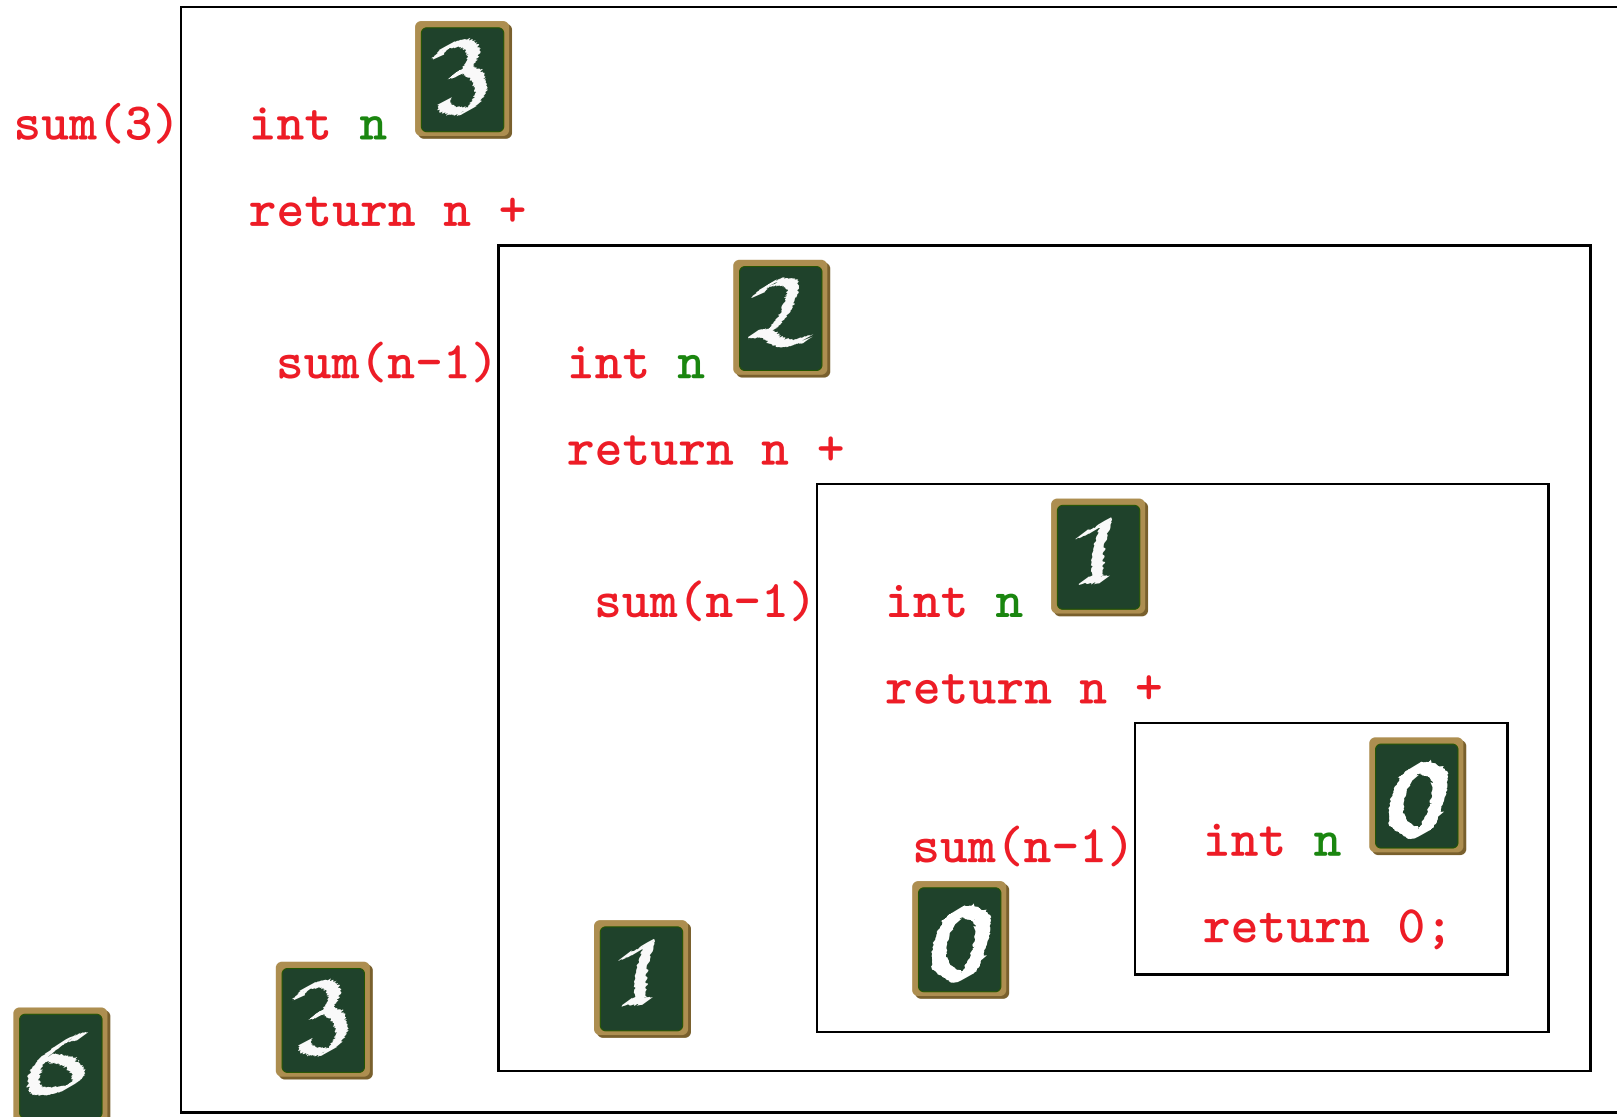 3
sum(3) int n
return n +
2
sum(n-1) int n
return n +
1
sum(n-1) int n
return n +
0
sum(n-1) int n
return 0;
0
1
3
6